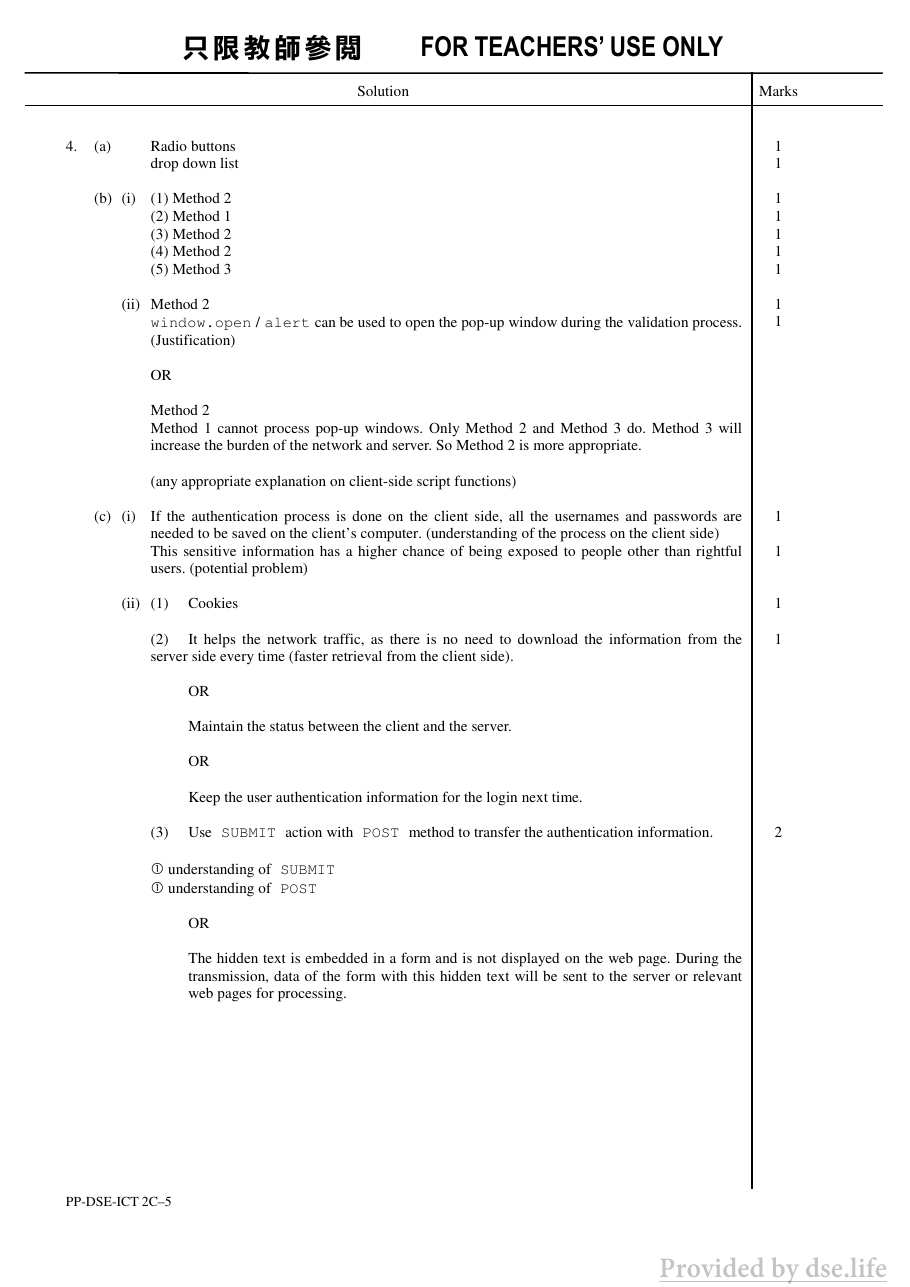 只限教師參閱 FOR TEACHERS' USE ONLY
Solution Marks
4. (a) Radio buttons 1
drop down list 1
(b) (i) (1) Method 2 1
(2) Method 1 1
(3) Method 2 1
(4) Method 2 1
(5) Method 3 1
(ii) Method 2 1
window.open / alert can be used to open the pop-up window during the validation process. 1
(Justification)
OR
Method 2
Method 1 cannot process pop-up windows. Only Method 2 and Method 3 do. Method 3 will
increase the burden of the network and server. So Method 2 is more appropriate.
(any appropriate explanation on client-side script functions)
(c) (i) If the authentication process is done on the client side, all the usernames and passwords are 1
needed to be saved on the client's computer. (understanding of the process on the client side)
This sensitive information has a higher chance of being exposed to people other than rightful 1
users. (potential problem)
(ii) (1) Cookies 1
(2) It helps the network traffic, as there is no need to download the information from the 1
server side every time (faster retrieval from the client side).
OR
Maintain the status between the client and the server.
OR
Keep the user authentication information for the login next time.
(3) Use SUBMIT action with POST method to transfer the authentication information. 2
① understanding of SUBMIT
① understanding of POST
OR
The hidden text is embedded in a form and is not displayed on the web page. During the
transmission, data of the form with this hidden text will be sent to the server or relevant
web pages for processing.
PP-DSE-ICT 2C–5
Provided by dse.life